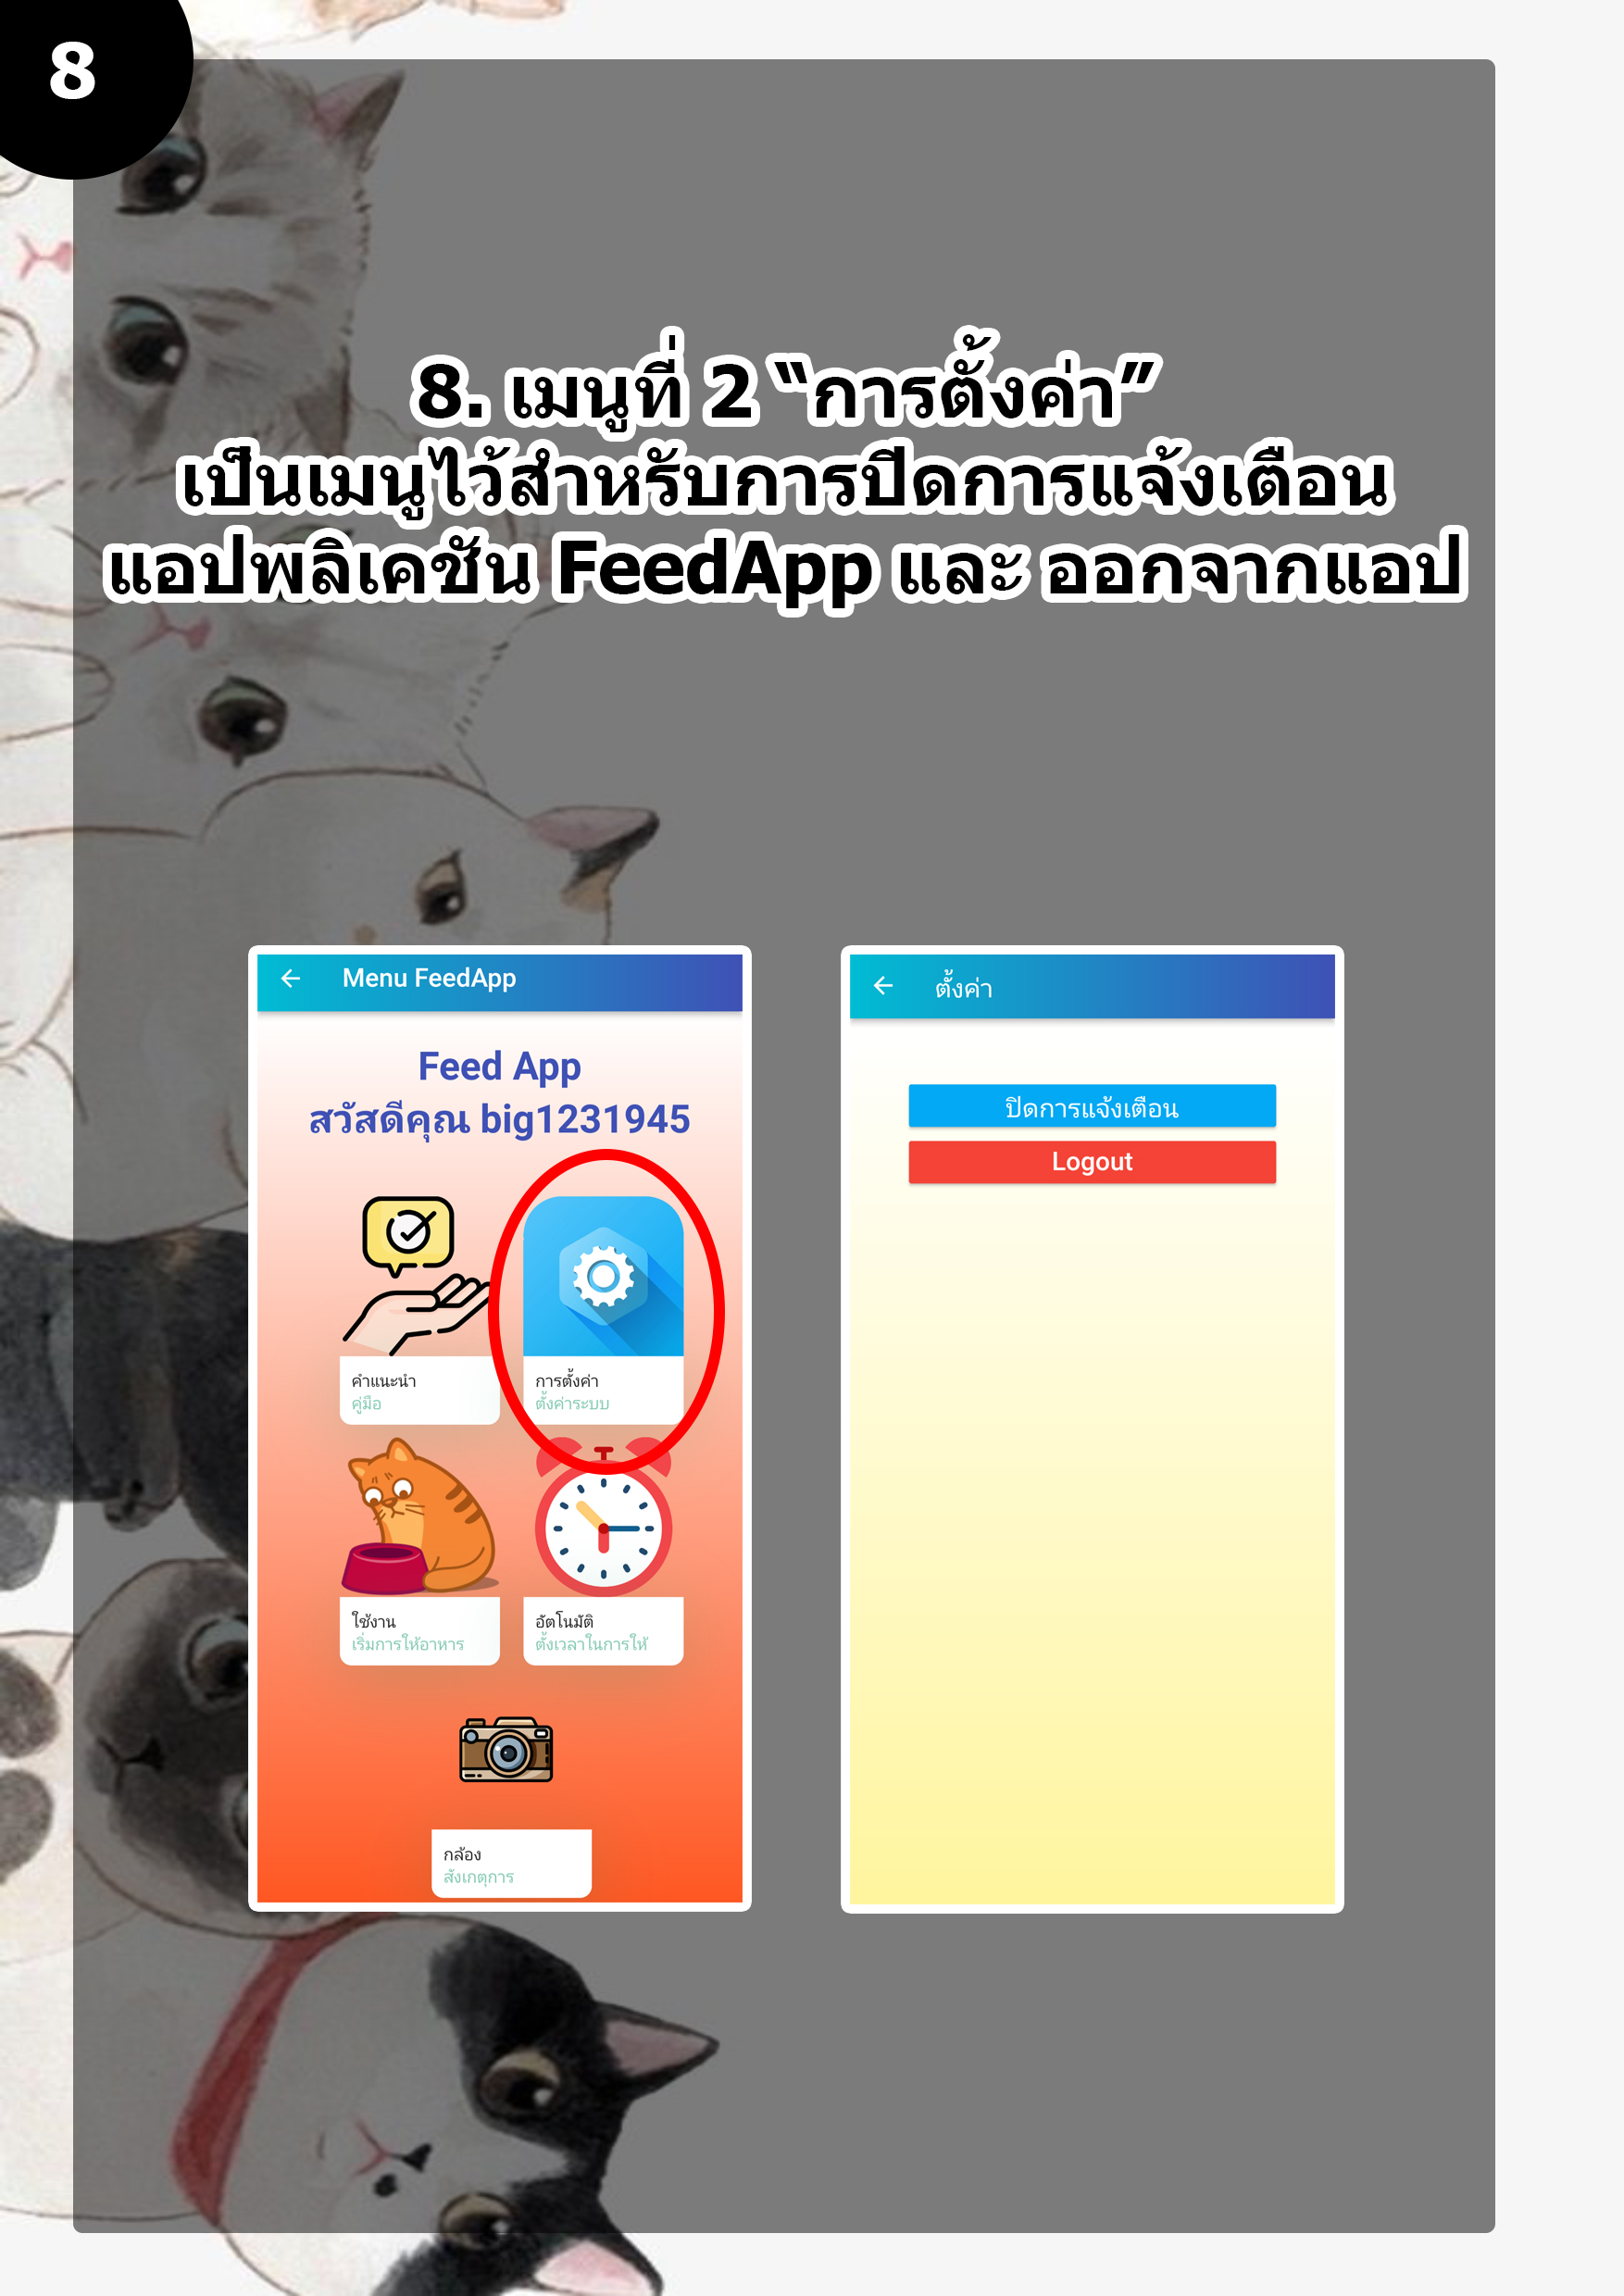 8
8. เมนูที่ 2 “การตั้งค่า”
เป็นเมนูไว้สำหรับการปิดการแจ้งเตือน
แอปพลิเคชัน FeedApp และ ออกจากแอป
Menu FeedApp
Feed App
สวัสดีคุณ big1231945
คำแนะนำ
คู่มือ
การตั้งค่า
ตั้งค่าระบบ
ใช้งาน
เริ่มการให้อาหาร
อัตโนมัติ
ตั้งเวลาในการให้
กล้อง
สังเกตุการ
ตั้งค่า
ปิดการแจ้งเตือน
Logout